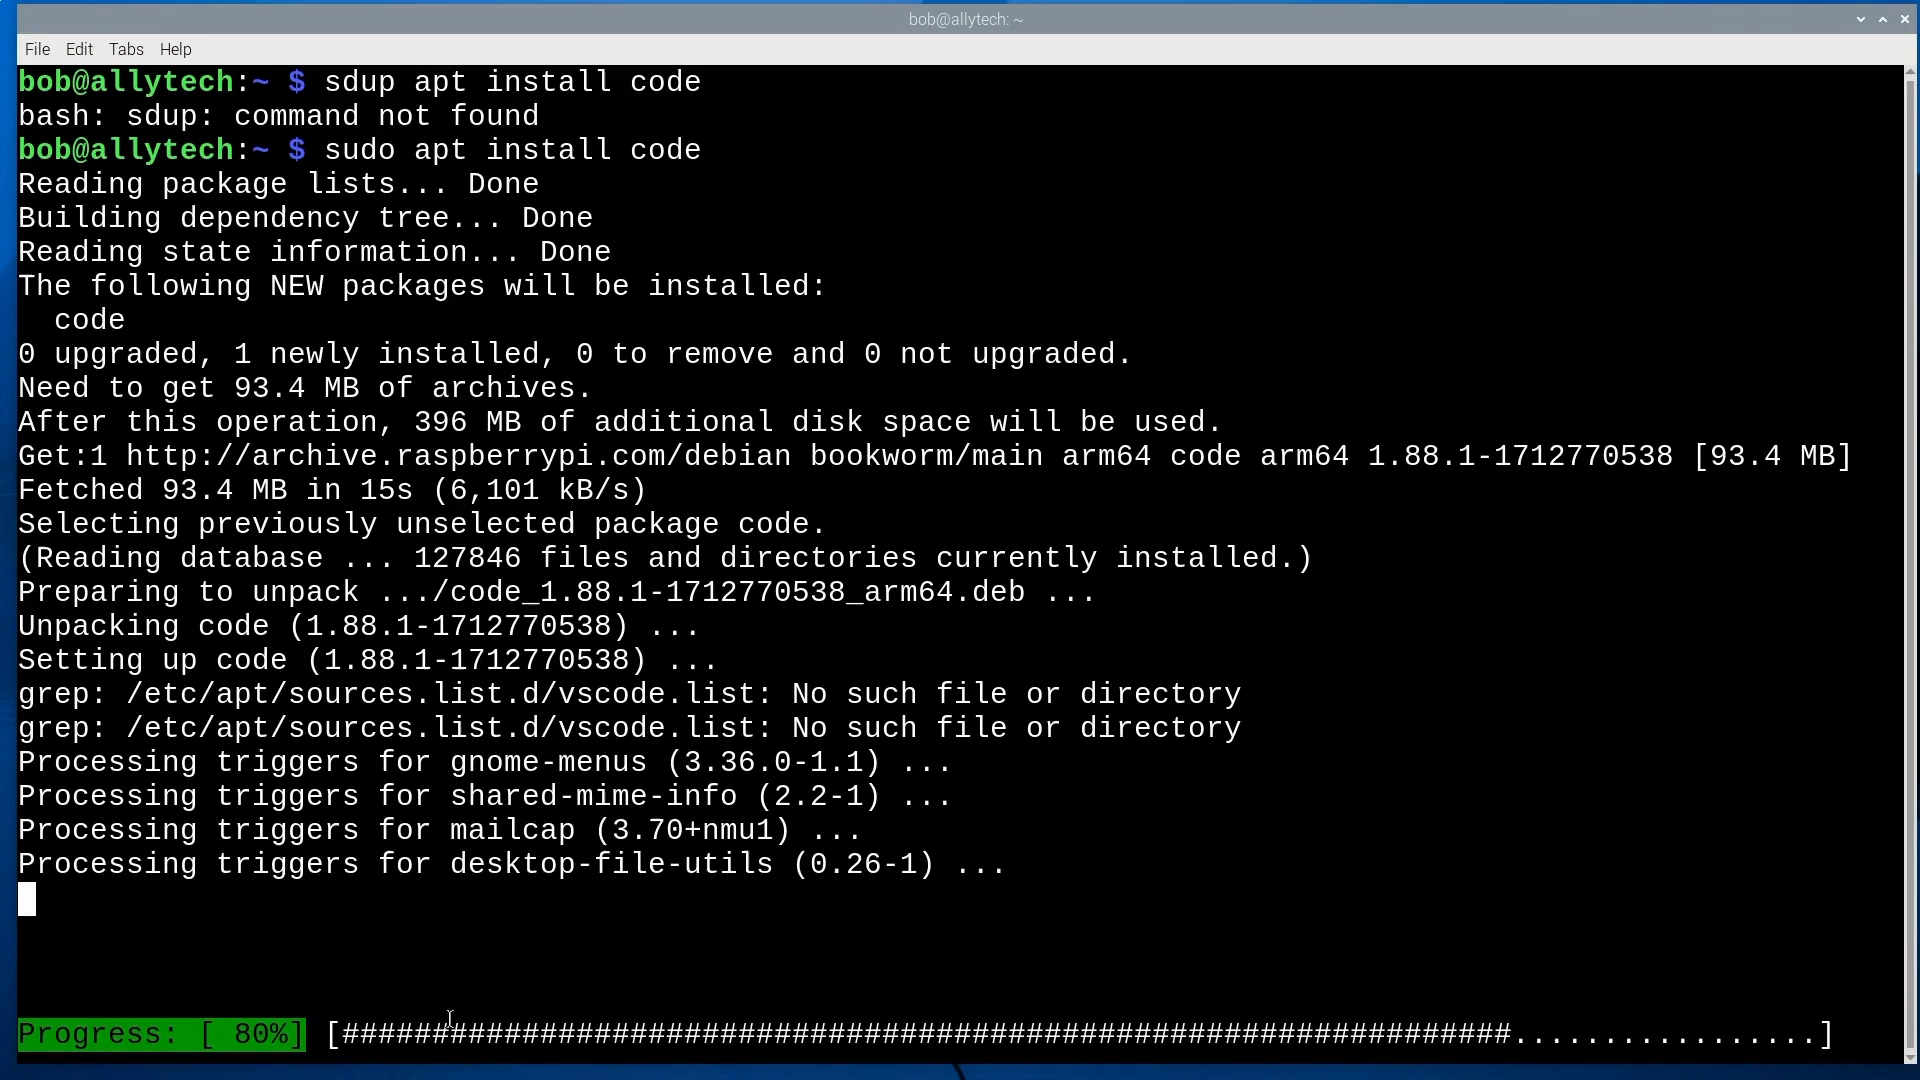 bob@allytech: ~
File Edit Tabs Help
bob@allytech:~ $ sdup apt install code
bash: sdup: command not found
bob@allytech:~ $ sudo apt install code
Reading package lists... Done
Building dependency tree... Done
Reading state information... Done
The following NEW packages will be installed:
  code
0 upgraded, 1 newly installed, 0 to remove and 0 not upgraded.
Need to get 93.4 MB of archives.
After this operation, 396 MB of additional disk space will be used.
Get:1 http://archive.raspberrypi.com/debian bookworm/main arm64 code arm64 1.88.1-1712770538 [93.4 MB]
Fetched 93.4 MB in 15s (6,101 kB/s)
Selecting previously unselected package code.
(Reading database ... 127846 files and directories currently installed.)
Preparing to unpack .../code_1.88.1-1712770538_arm64.deb ...
Unpacking code (1.88.1-1712770538) ...
Setting up code (1.88.1-1712770538) ...
grep: /etc/apt/sources.list.d/vscode.list: No such file or directory
grep: /etc/apt/sources.list.d/vscode.list: No such file or directory
Processing triggers for gnome-menus (3.36.0-1.1) ...
Processing triggers for shared-mime-info (2.2-1) ...
Processing triggers for mailcap (3.70+nmu1) ...
Processing triggers for desktop-file-utils (0.26-1) ...
Progress: [ 80%] [#################################################################.................]